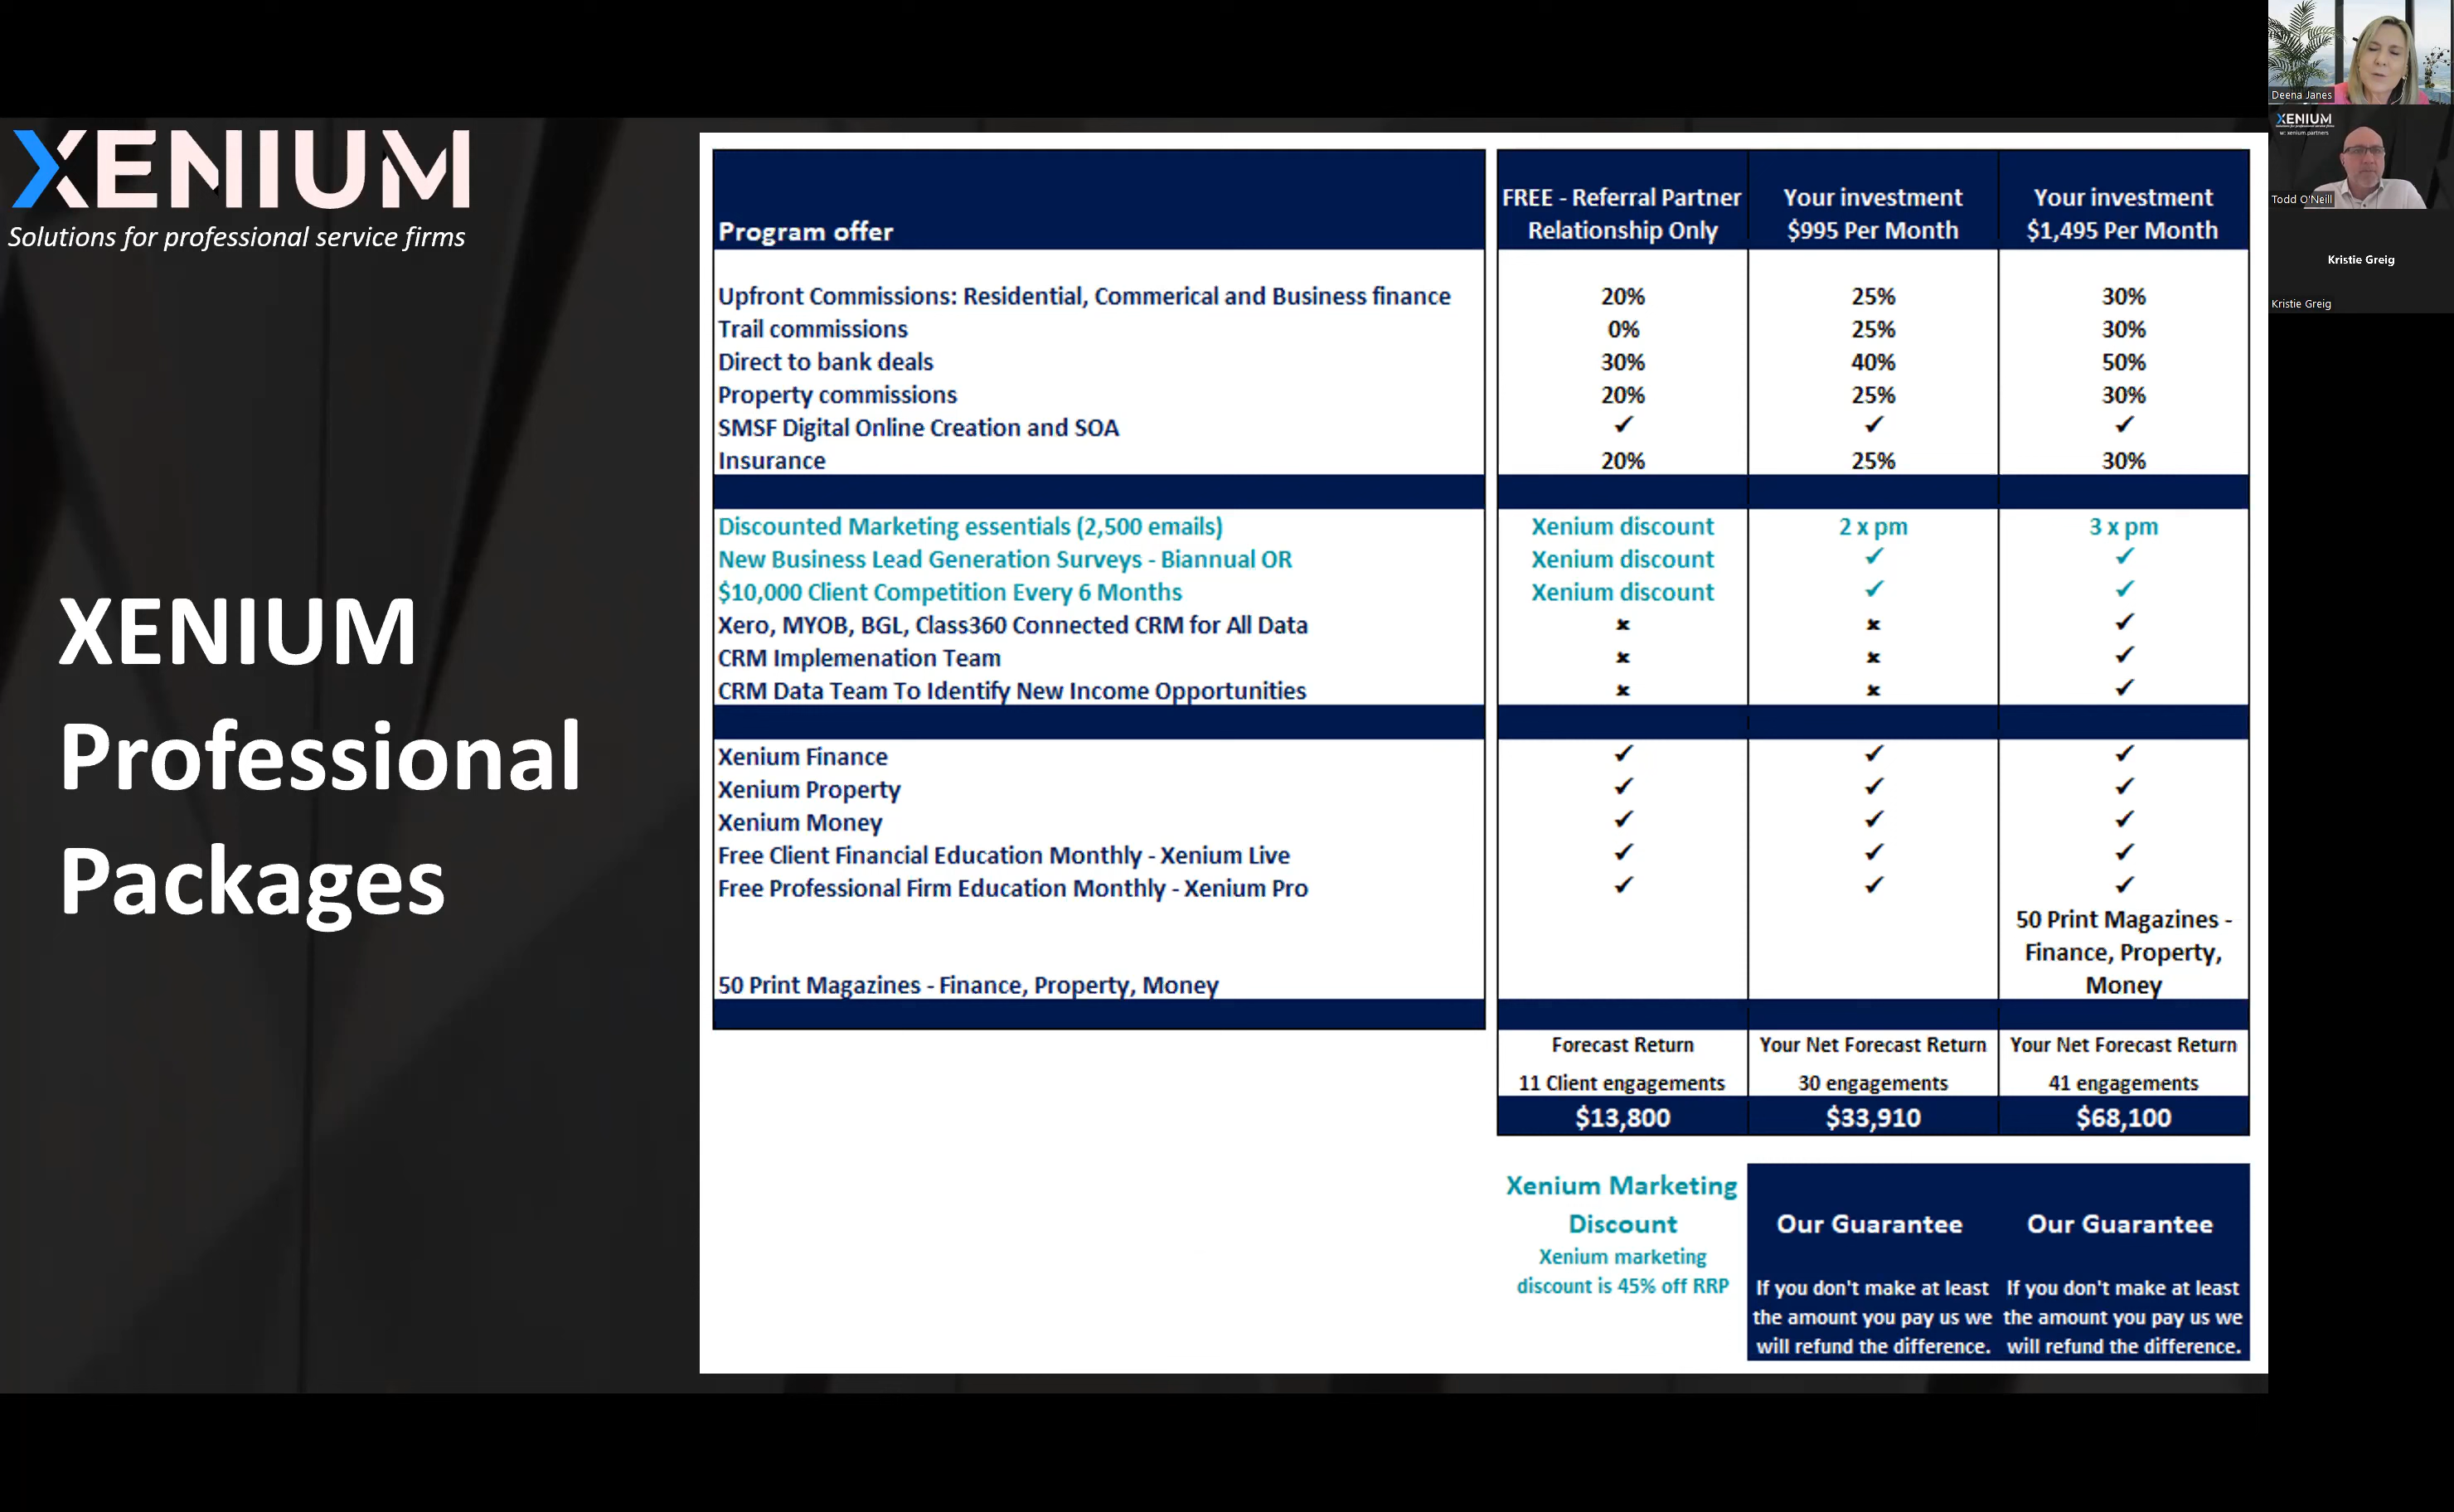 XENIUM
Solutions for professional service firms
XENIUM
Professional
Packages
Program offer
FREE - Referral Partner
Relationship Only
Your investment
$995 Per Month
Your investment
$1,495 Per Month
Upfront Commissions: Residential, Commerical and Business finance 20% 25% 30%
Trail commissions 0% 25% 30%
Direct to bank deals 30% 40% 50%
Property commissions 20% 25% 30%
SMSF Digital Online Creation and SOA ✓ ✓ ✓
Insurance 20% 25% 30%
Discounted Marketing essentials (2,500 emails) Xenium discount 2 x pm 3 x pm
New Business Lead Generation Surveys - Biannual OR Xenium discount ✓ ✓
$10,000 Client Competition Every 6 Months Xenium discount ✓ ✓
Xero, MYOB, BGL, Class360 Connected CRM for All Data × × ✓
CRM Implemenation Team × × ✓
CRM Data Team To Identify New Income Opportunities × × ✓
Xenium Finance ✓ ✓ ✓
Xenium Property ✓ ✓ ✓
Xenium Money ✓ ✓ ✓
Free Client Financial Education Monthly - Xenium Live ✓ ✓ ✓
Free Professional Firm Education Monthly - Xenium Pro ✓ ✓ ✓
50 Print Magazines - Finance, Property, Money
50 Print Magazines -
Finance, Property,
Money
Forecast Return
11 Client engagements
$13,800
Your Net Forecast Return
30 engagements
$33,910
Your Net Forecast Return
41 engagements
$68,100
Xenium Marketing
Discount
Xenium marketing
discount is 45% off RRP
Our Guarantee
If you don't make at least
the amount you pay us we
will refund the difference.
Our Guarantee
If you don't make at least
the amount you pay us we
will refund the difference.
Deena Janes
XENIUM
Todd O'Neill
Kristie Greig
Kristie Greig